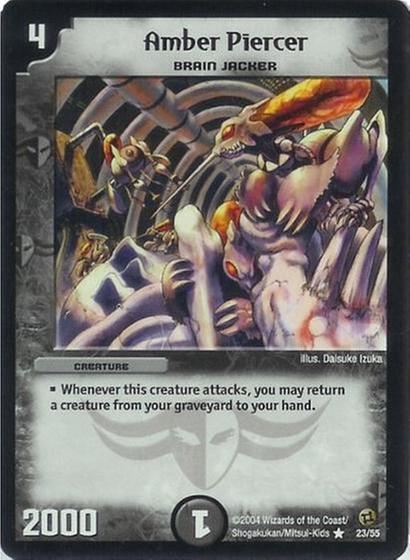 4
Amber Piercer
BRAIN JACKER
illus. Daisuke Izuka
CREATURE
▪ Whenever this creature attacks, you may return
a creature from your graveyard to your hand.
2000
1
©2004 Wizards of the Coast/
Shogakukan/Mitsui-Kids ★ 23/55